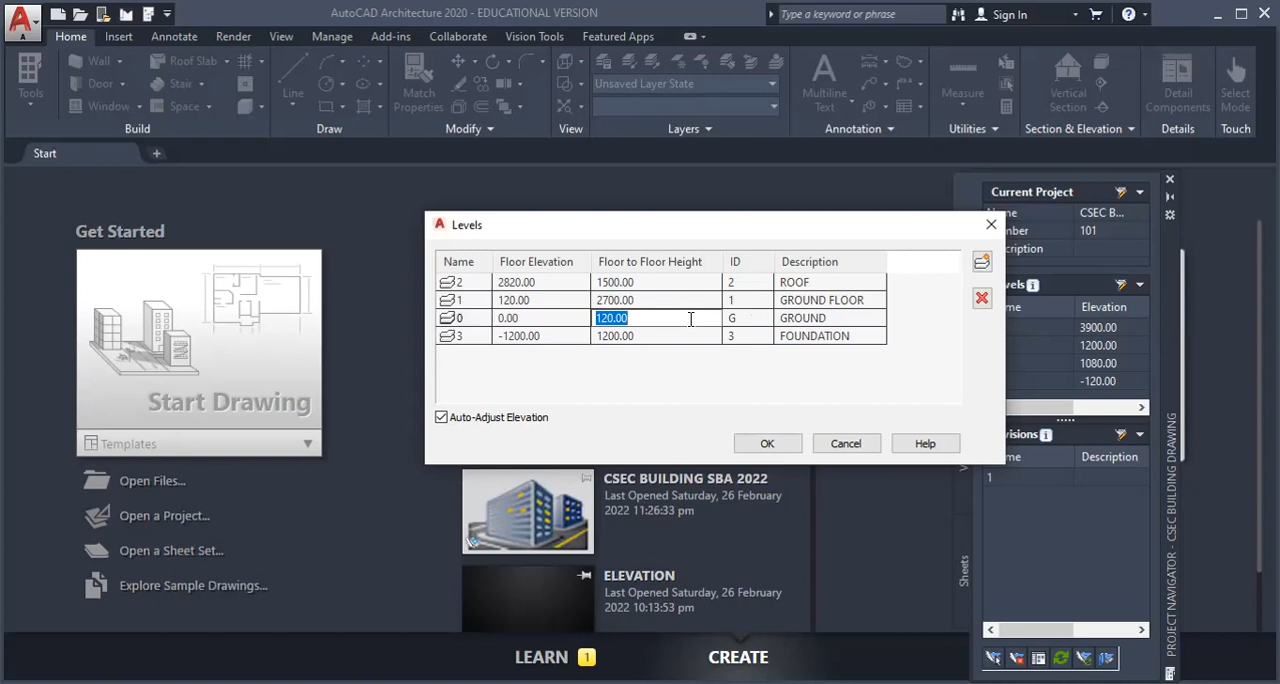 AutoCAD Architecture 2020 - EDUCATIONAL VERSION
Type a keyword or phrase
Sign In
Home Insert Annotate Render View Manage Add-ins Collaborate Vision Tools Featured Apps
Tools
Wall Roof Slab
Door Stair
Window Space
Line
Match Properties
Unsaved Layer State
Multiline Text
Measure
Vertical Section
Detail Components
Select Mode
Build Draw Modify View Layers Annotation Utilities Section & Elevation Details Touch
Start
Get Started
Start Drawing
Templates
Open Files...
Open a Project...
Open a Sheet Set...
Explore Sample Drawings...
Levels
Name Floor Elevation Floor to Floor Height ID Description
2 2820.00 1500.00 2 ROOF
1 120.00 2700.00 1 GROUND FLOOR
0 0.00 120.00 G GROUND
3 -1200.00 1200.00 3 FOUNDATION
Auto-Adjust Elevation
OK Cancel Help
CSEC BUILDING SBA 2022
Last Opened Saturday, 26 February
2022 11:26:33 pm
ELEVATION
Last Opened Saturday, 26 February
2022 10:13:53 pm
LEARN 1
CREATE
Current Project
CSEC B...
101
Elevation
3900.00
1200.00
1080.00
-120.00
Description
1
Sheets
PROJECT NAVIGATOR - CSEC BUILDING DRAWING